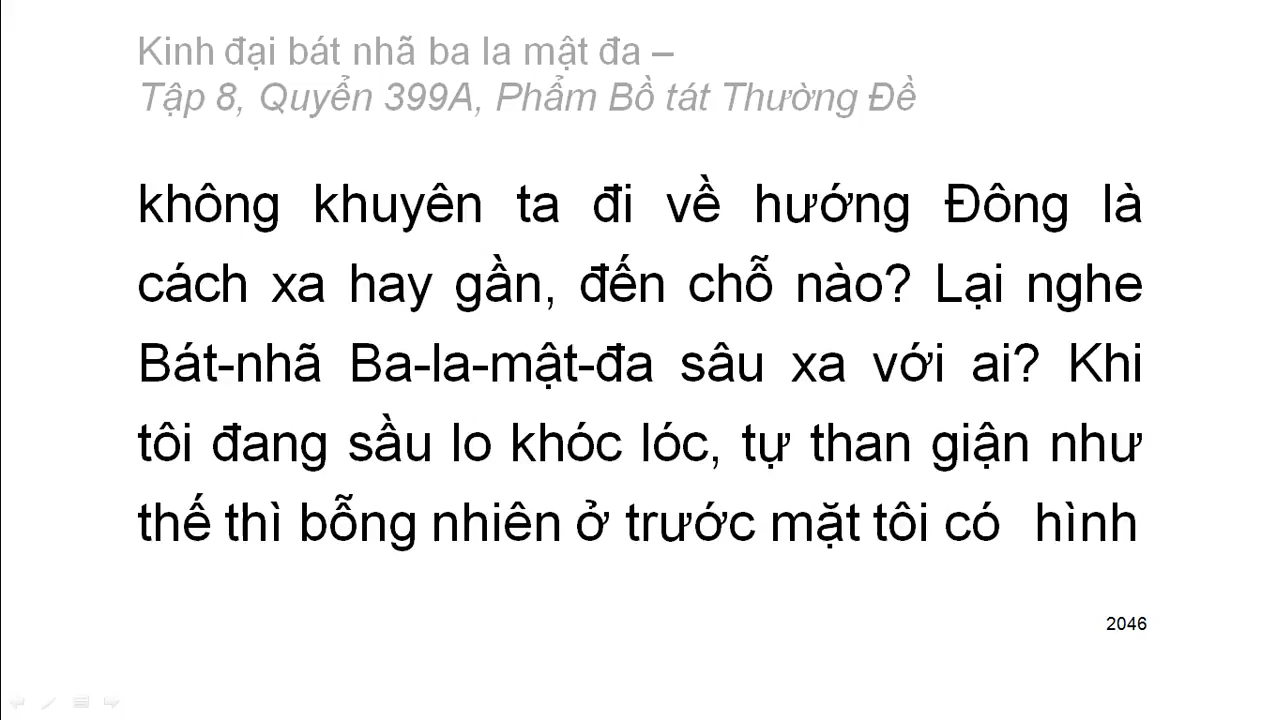 Kinh đại bát nhã ba la mật đa –
Tập 8, Quyển 399A, Phẩm Bồ tát Thường Đề
không khuyên ta đi về hướng Đông là
cách xa hay gần, đến chỗ nào? Lại nghe
Bát-nhã Ba-la-mật-đa sâu xa với ai? Khi
tôi đang sầu lo khóc lóc, tự than giận như
thế thì bỗng nhiên ở trước mặt tôi có hình
2046